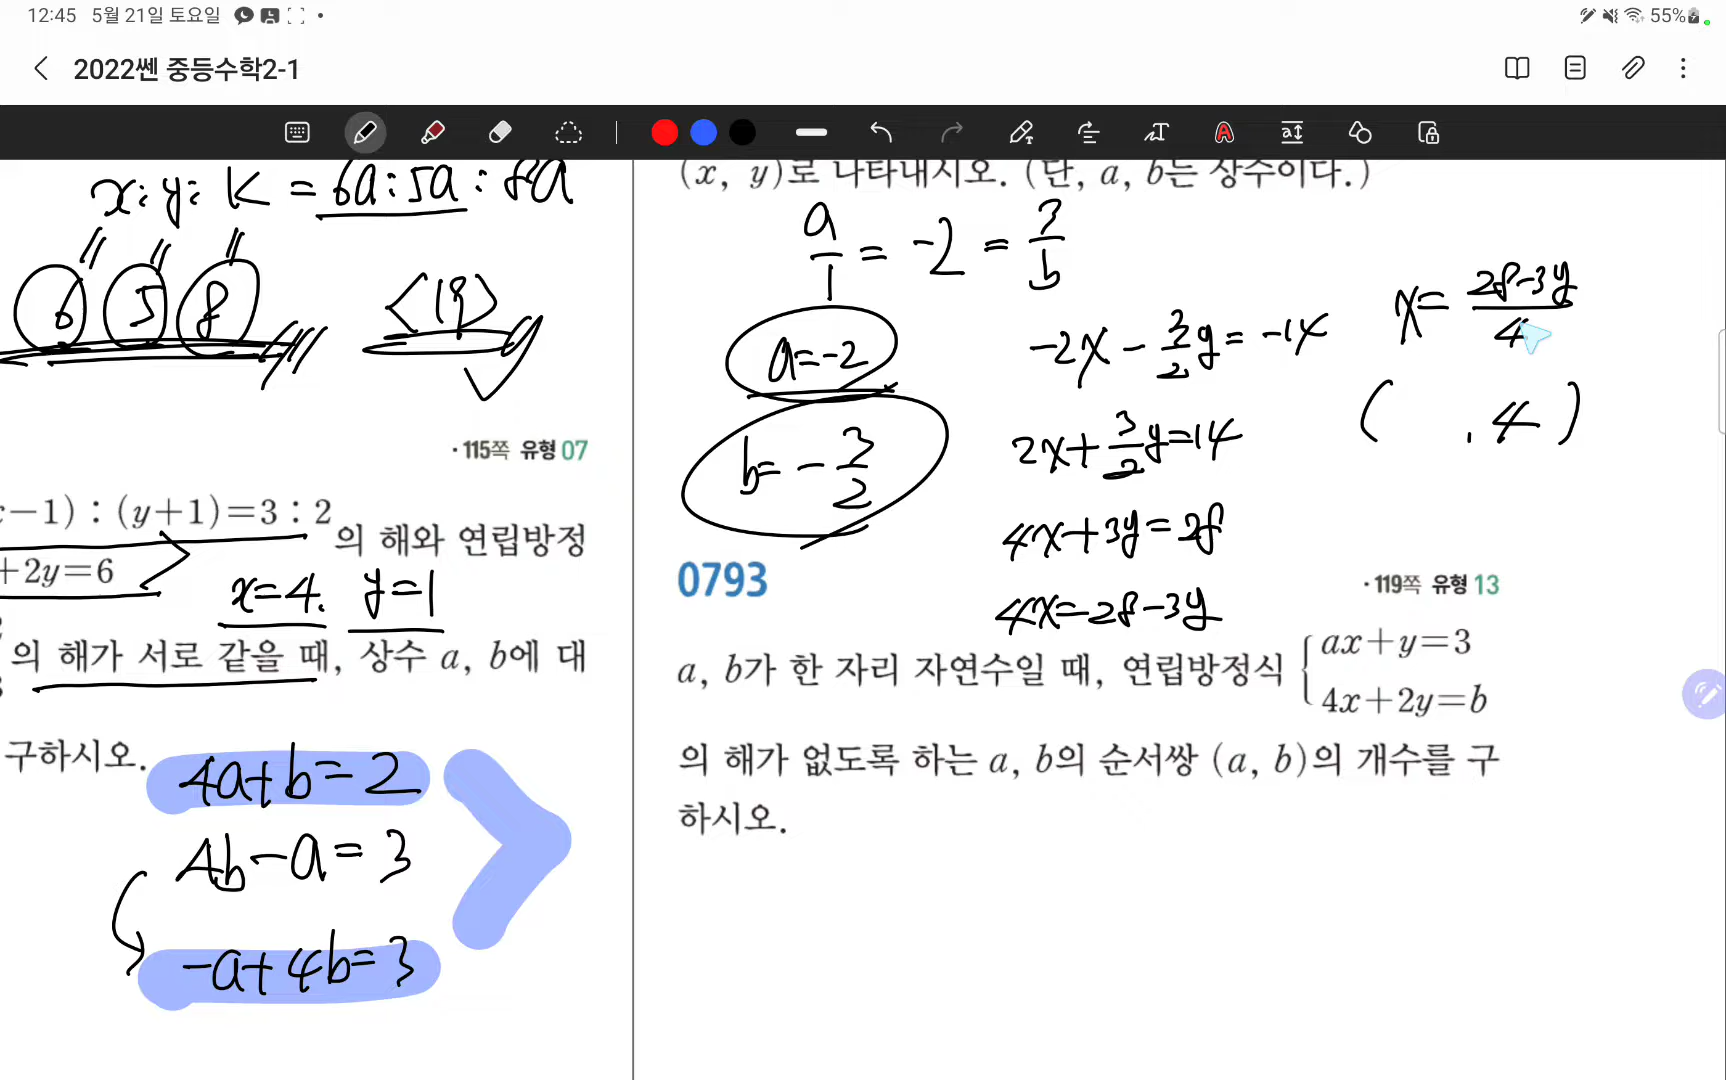 12:45 5월 21일 토요일
55%
2022쎈 중등수학2-1
x : y : k = 6a : 5a : 8a
6 5 8 <19>
• 115쪽 유형 07
−1) : (y+1)=3 : 2
의 해와 연립방정
+2y=6
x=4. y=1
의 해가 서로 같을 때, 상수 a, b에 대
구하시오.
4a+b=2
4b-a=3
-a+4b=3
(x, y)로 나타내시오. (단, a, b는 상수이다.)
a/1 = -2 = 3/b
a=-2
b=-3/2
-2x-3/2y=-14
2x+3/2y=14
4x+3y=28
4x=28-3y
x=28-3y/4
( , 4)
0793
• 119쪽 유형 13
a, b가 한 자리 자연수일 때, 연립방정식 { ax+y=3
4x+2y=b
의 해가 없도록 하는 a, b의 순서쌍 (a, b)의 개수를 구
하시오.